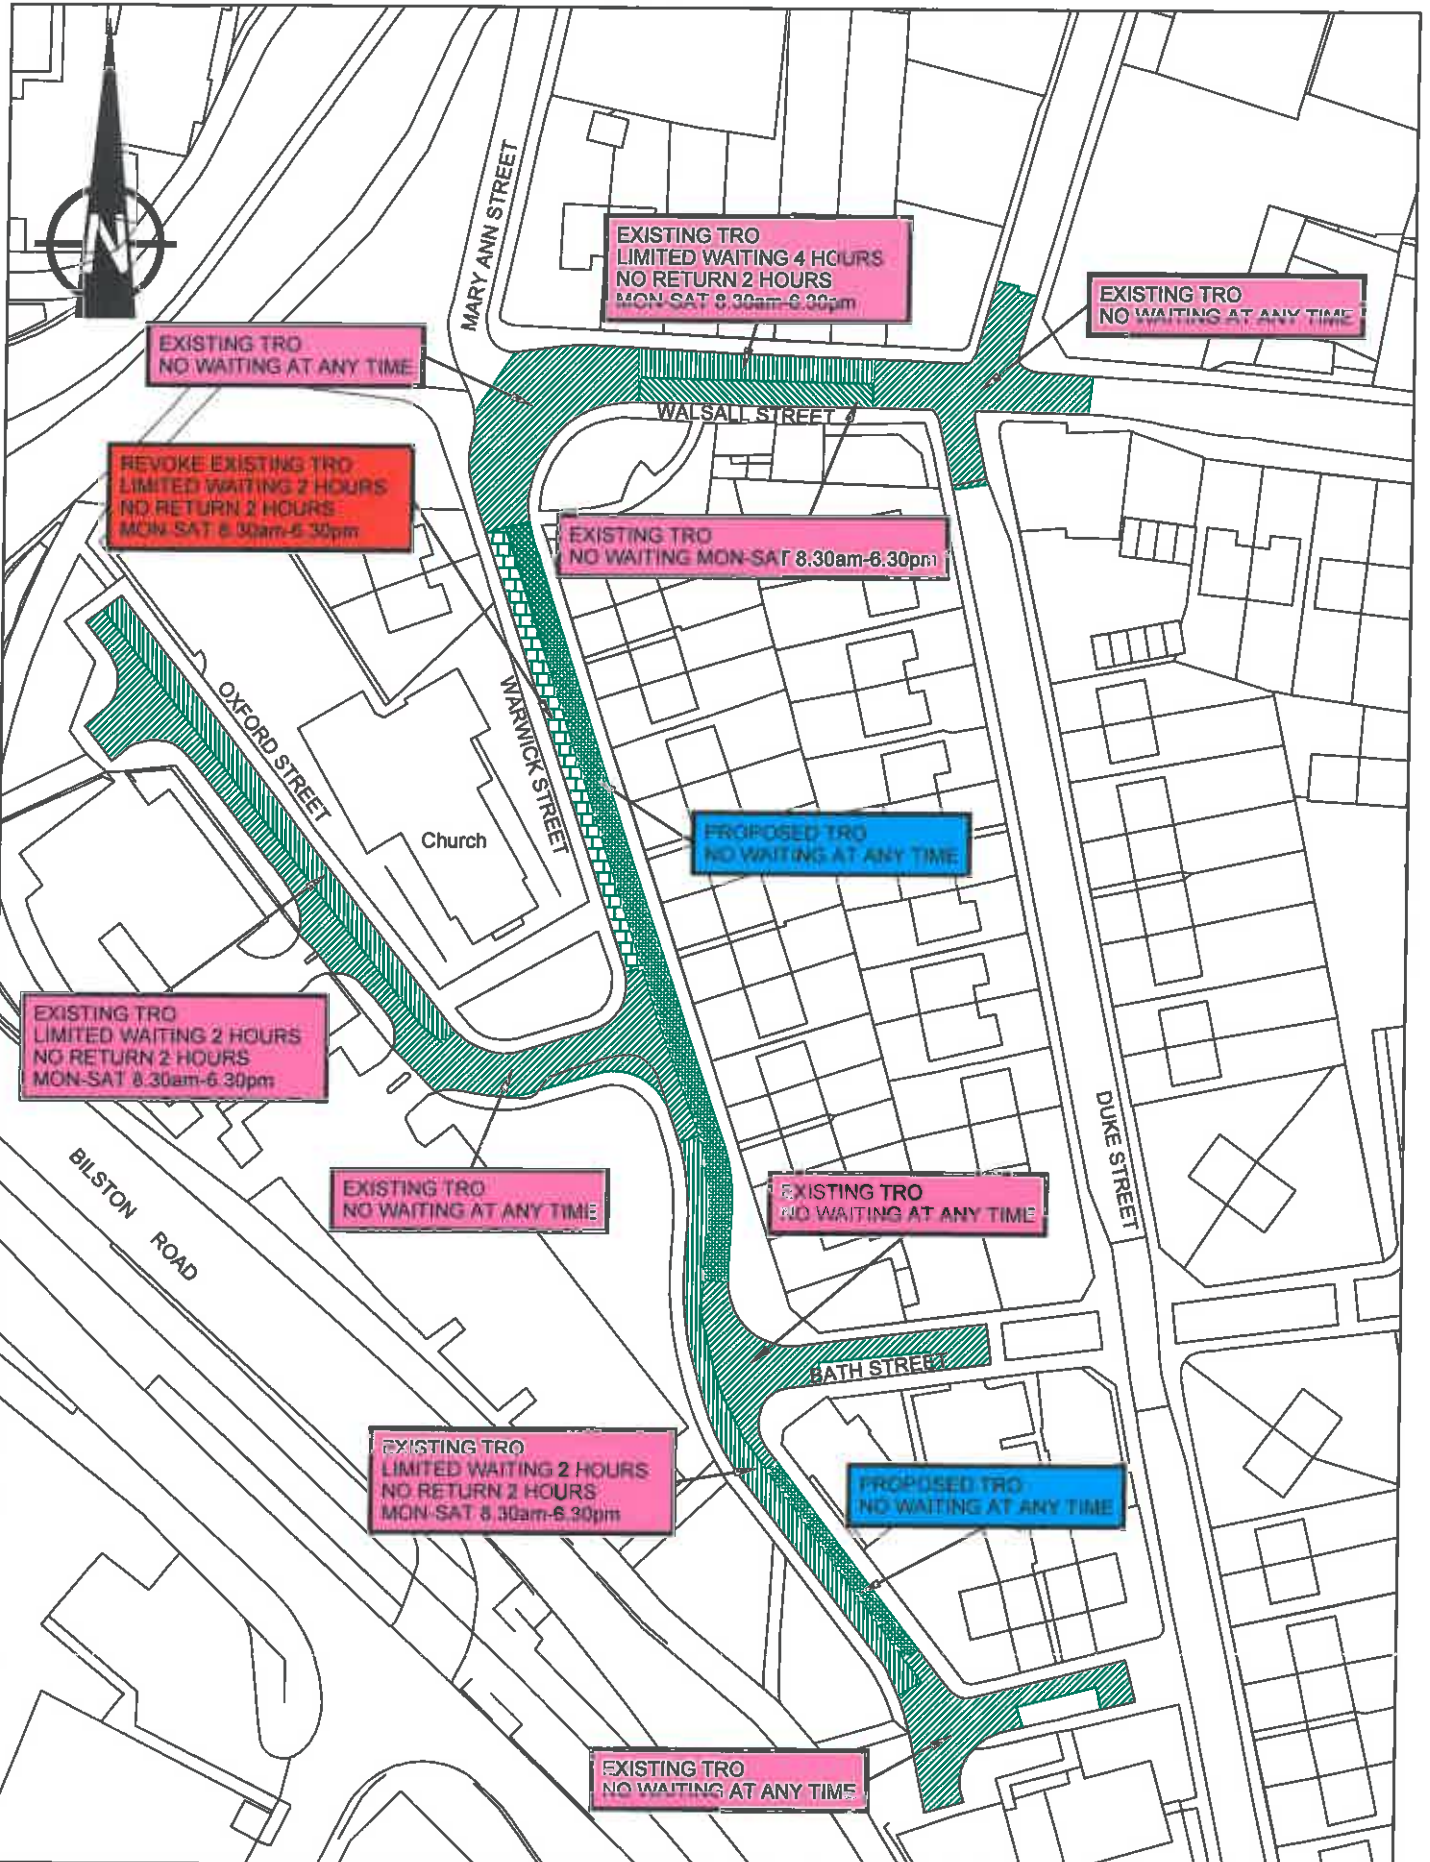 N
MARY ANN STREET
EXISTING TRO
LIMITED WAITING 4 HOURS
NO RETURN 2 HOURS
MON-SAT 8.30am-6.30pm
EXISTING TRO
NO WAITING AT ANY TIME
EXISTING TRO
NO WAITING AT ANY TIME
WALSALL STREET
REVOKE EXISTING TRO
LIMITED WAITING 2 HOURS
NO RETURN 2 HOURS
MON-SAT 8.30am-6.30pm
EXISTING TRO
NO WAITING MON-SAT 8.30am-6.30pm
OXFORD STREET
WARWICK STREET
Church
PROPOSED TRO
NO WAITING AT ANY TIME
EXISTING TRO
LIMITED WAITING 2 HOURS
NO RETURN 2 HOURS
MON-SAT 8.30am-6.30pm
DUKE STREET
BILSTON
ROAD
EXISTING TRO
NO WAITING AT ANY TIME
EXISTING TRO
NO WAITING AT ANY TIME
BATH STREET
EXISTING TRO
LIMITED WAITING 2 HOURS
NO RETURN 2 HOURS
MON-SAT 8.30am-6.30pm
PROPOSED TRO
NO WAITING AT ANY TIME
EXISTING TRO
NO WAITING AT ANY TIME